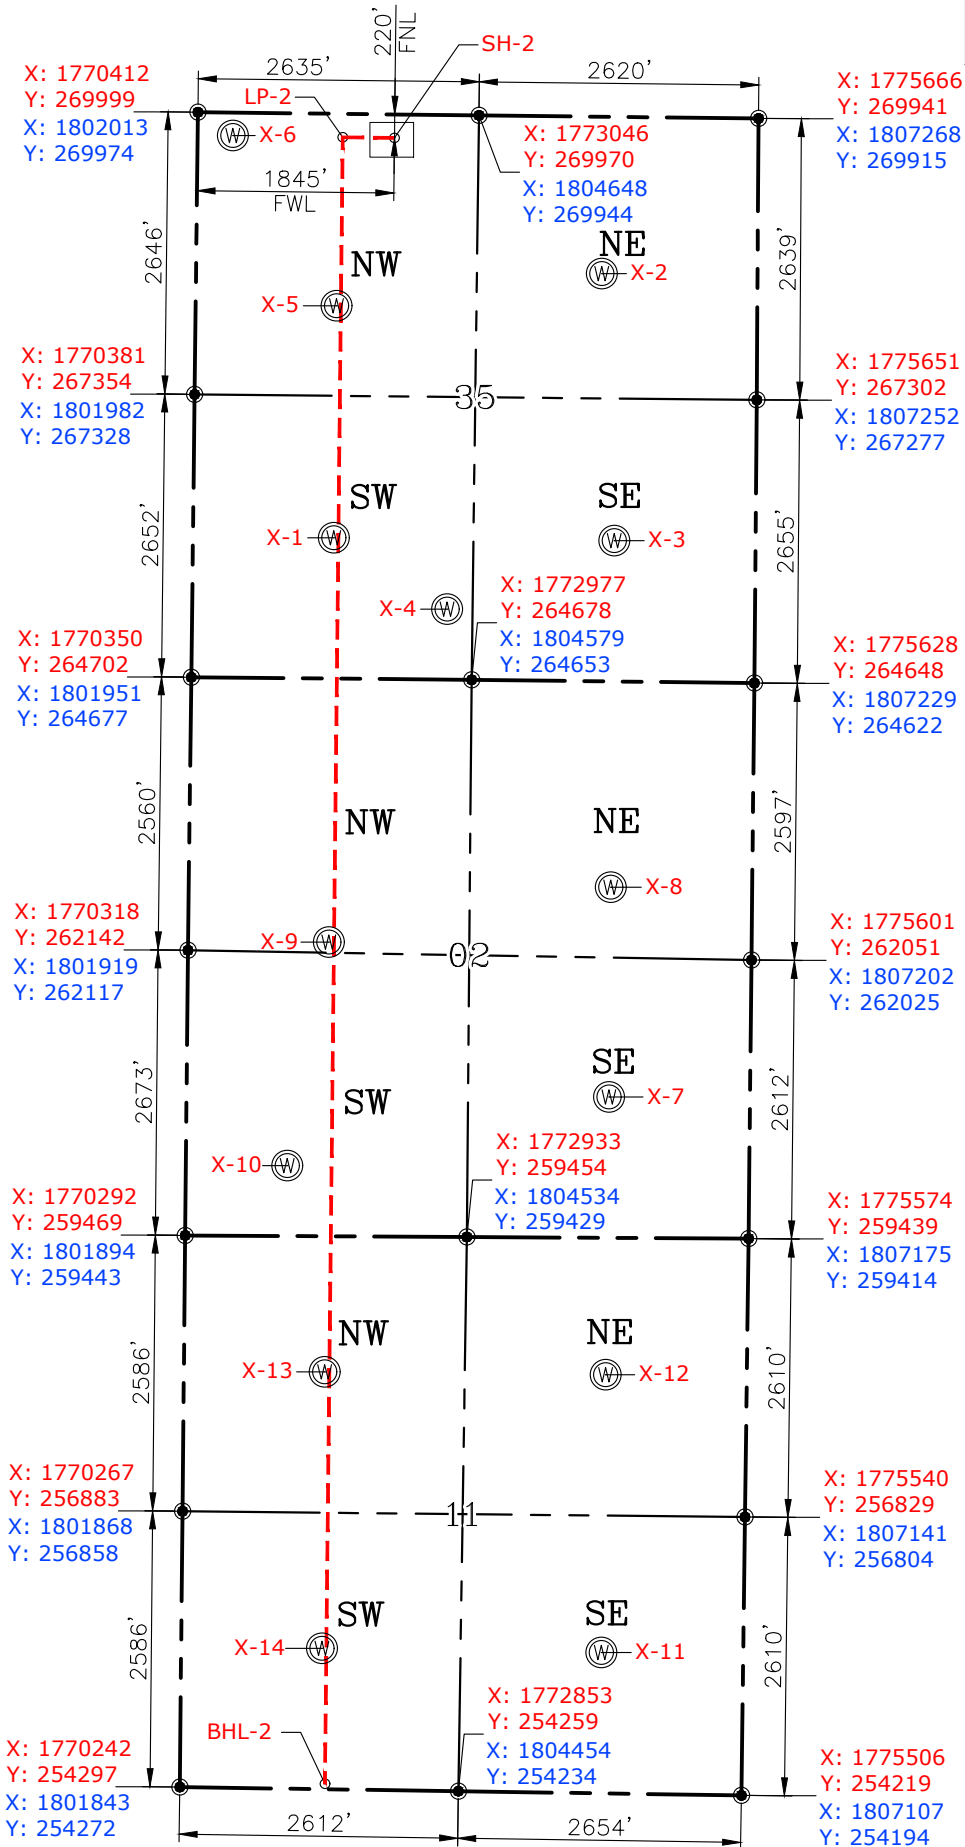 220'
FNL
SH-2
2635'
2620'
X: 1770412
Y: 269999
X: 1802013
Y: 269974
LP-2
X-6
X: 1773046
Y: 269970
X: 1804648
Y: 269944
X: 1775666
Y: 269941
X: 1807268
Y: 269915
1845'
FWL
2646'
NW
NE
X-2
2639'
X-5
X: 1770381
Y: 267354
X: 1801982
Y: 267328
35
X: 1775651
Y: 267302
X: 1807252
Y: 267277
2652'
SW
SE
2655'
X-1
X-3
X-4
X: 1772977
Y: 264678
X: 1804579
Y: 264653
X: 1770350
Y: 264702
X: 1801951
Y: 264677
X: 1775628
Y: 264648
X: 1807229
Y: 264622
2560'
NW
NE
2597'
X-8
X: 1770318
Y: 262142
X: 1801919
Y: 262117
X-9
02
X: 1775601
Y: 262051
X: 1807202
Y: 262025
2673'
SW
SE
2612'
X-7
X-10
X: 1772933
Y: 259454
X: 1804534
Y: 259429
X: 1770292
Y: 259469
X: 1801894
Y: 259443
X: 1775574
Y: 259439
X: 1807175
Y: 259414
2586'
NW
NE
2610'
X-13
X-12
X: 1770267
Y: 256883
X: 1801868
Y: 256858
11
X: 1775540
Y: 256829
X: 1807141
Y: 256804
2586'
SW
SE
2610'
X-14
X-11
BHL-2
X: 1772853
Y: 254259
X: 1804454
Y: 254234
X: 1770242
Y: 254297
X: 1801843
Y: 254272
X: 1775506
Y: 254219
X: 1807107
Y: 254194
2612'
2654'
W
W
W
W
W
W
W
W
W
W
W
W
W
W